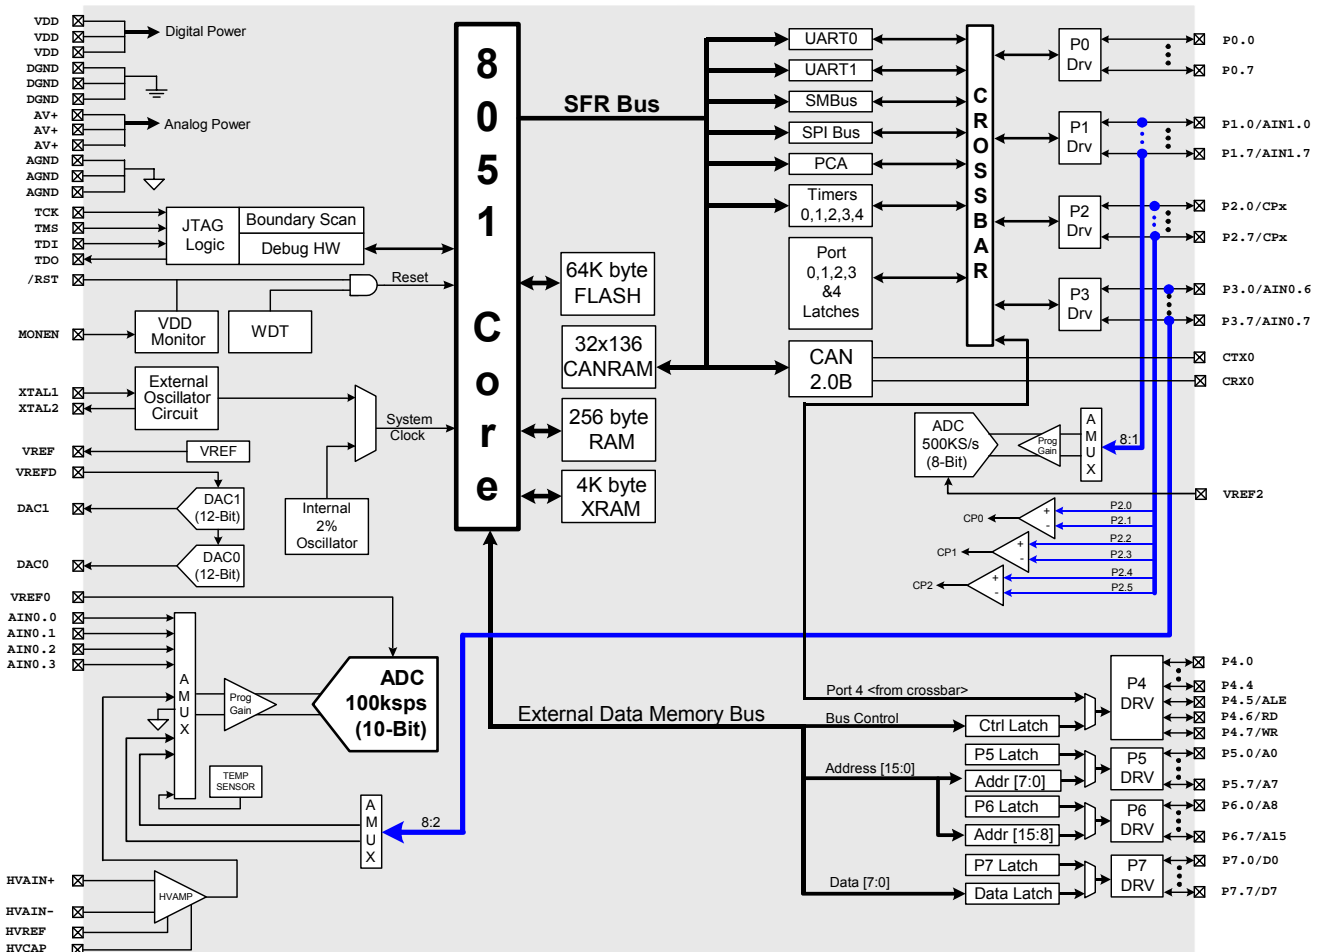 VDD
VDD
VDD
Digital Power
DGND
DGND
DGND
AV+
AV+
AV+
Analog Power
AGND
AGND
AGND
TCK
TMS
TDI
TDO
JTAG
Logic
Boundary Scan
Debug HW
/RST
Reset
MONEN
VDD
Monitor
WDT
XTAL1
XTAL2
External
Oscillator
Circuit
System
Clock
VREF
VREF
VREFD
DAC1
DAC1
(12-Bit)
Internal
2%
Oscillator
DAC0
DAC0
(12-Bit)
VREF0
AIN0.0
AIN0.1
AIN0.2
AIN0.3
A
M
U
X
Prog
Gain
ADC
100ksps
(10-Bit)
TEMP
SENSOR
A
M
U
X
8:2
HVAIN+
HVAIN-
HVREF
HVCAP
HVAMP
8
0
5
1
C
o
r
e
SFR Bus
64K byte
FLASH
32x136
CANRAM
256 byte
RAM
4K byte
XRAM
External Data Memory Bus
UART0
UART1
SMBus
SPI Bus
PCA
Timers
0,1,2,3,4
Port
0,1,2,3
&4
Latches
CAN
2.0B
C
R
O
S
S
B
A
R
P0
Drv
P1
Drv
P2
Drv
P3
Drv
P0.0
P0.7
P1.0/AIN1.0
P1.7/AIN1.7
P2.0/CPx
P2.7/CPx
P3.0/AIN0.6
P3.7/AIN0.7
CTX0
CRX0
ADC
500KS/s
(8-Bit)
Prog
Gain
A
M
U
X
8:1
VREF2
CP0
+
-
P2.0
P2.1
CP1
+
-
P2.2
P2.3
CP2
+
-
P2.4
P2.5
Port 4 <from crossbar>
Bus Control
Ctrl Latch
P4
DRV
P4.0
P4.4
P4.5/ALE
P4.6/RD
P4.7/WR
Address [15:0]
P5 Latch
Addr [7:0]
P5
DRV
P5.0/A0
P5.7/A7
P6 Latch
Addr [15:8]
P6
DRV
P6.0/A8
P6.7/A15
Data [7:0]
P7 Latch
Data Latch
P7
DRV
P7.0/D0
P7.7/D7